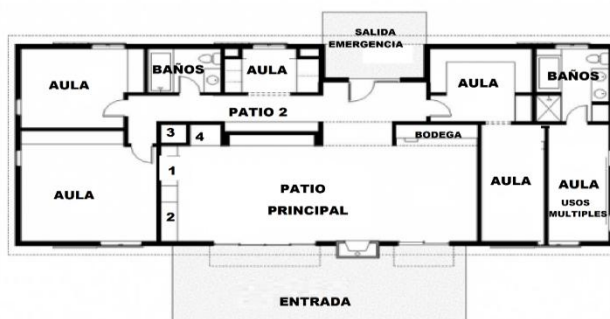 SALIDA
EMERGENCIA
AULA
BAÑOS
AULA
AULA
BAÑOS
PATIO 2
3
4
BODEGA
1
AULA
PATIO
PRINCIPAL
AULA
AULA
USOS
MULTIPLES
2
ENTRADA